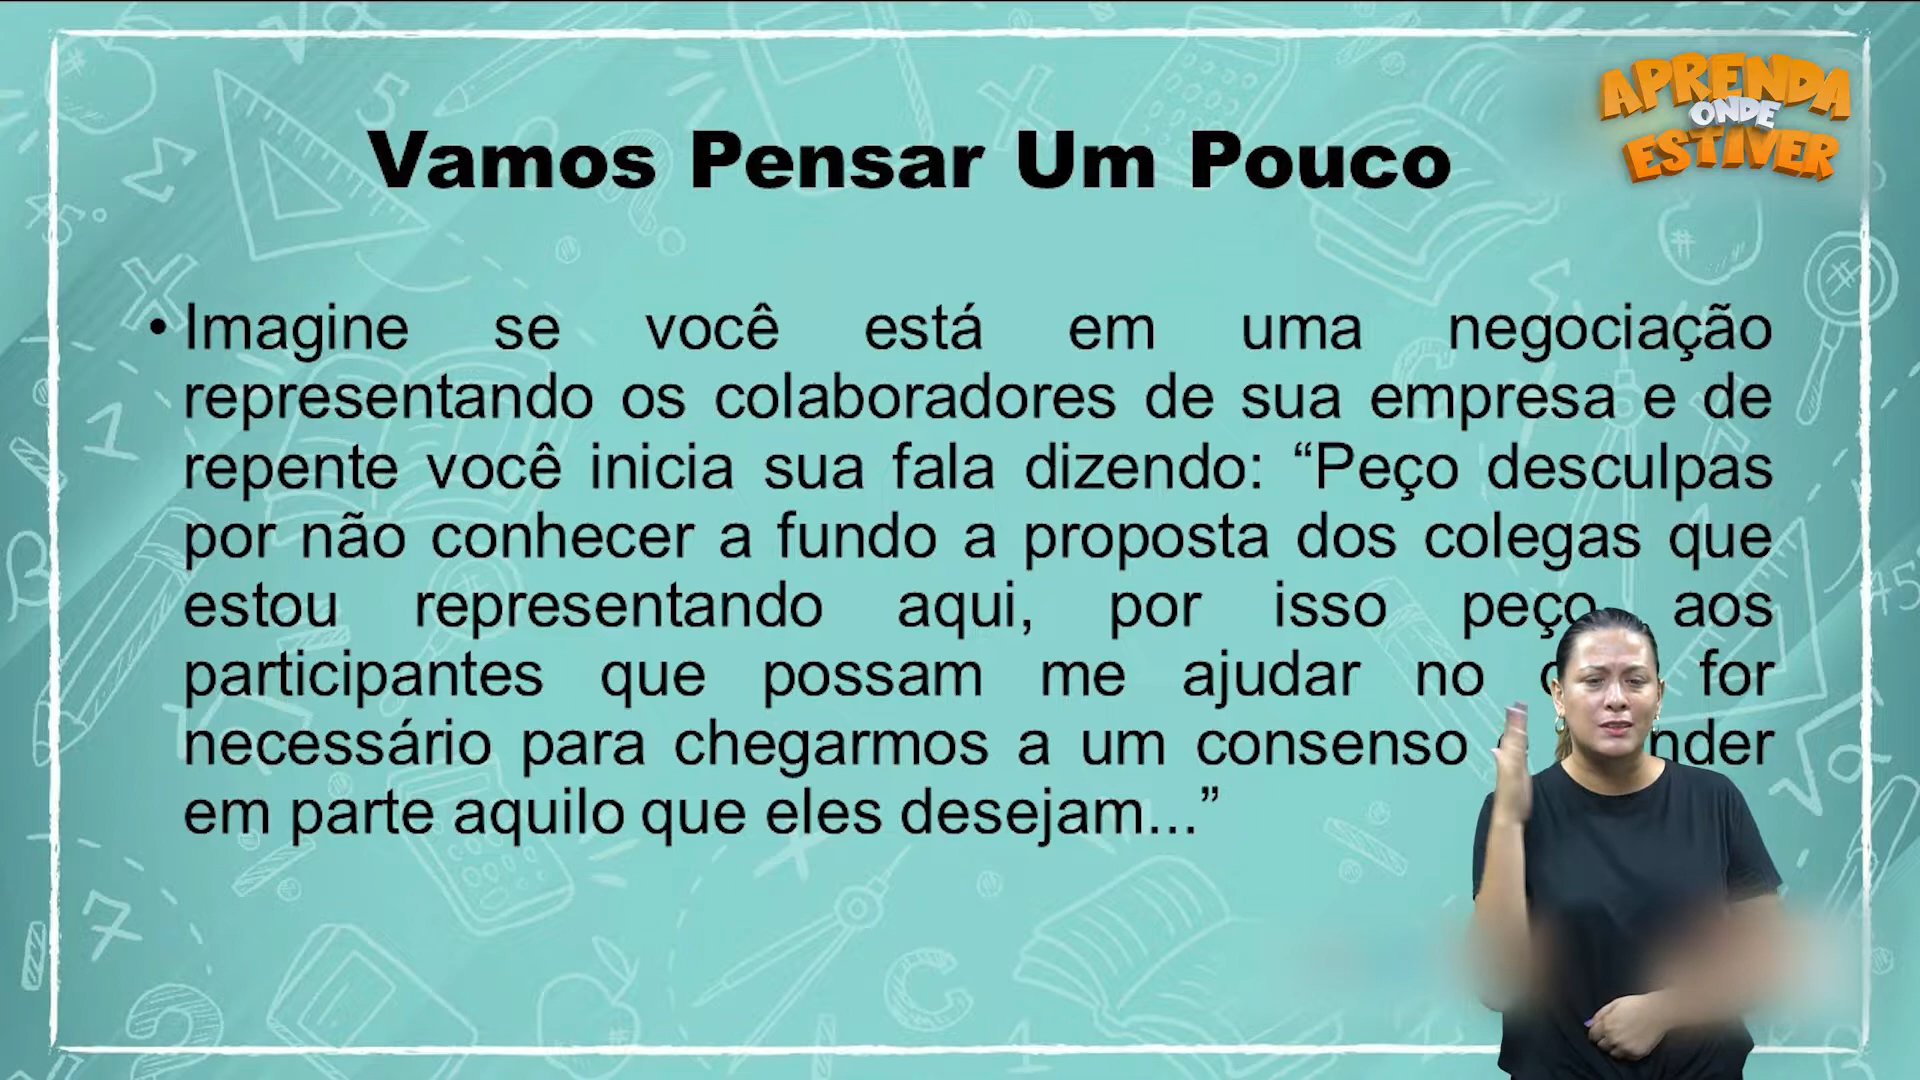 APRENDA
ONDE
ESTIVER
Vamos Pensar Um Pouco
• Imagine se você está em uma negociação
representando os colaboradores de sua empresa e de
repente você inicia sua fala dizendo: “Peço desculpas
por não conhecer a fundo a proposta dos colegas que
estou representando aqui, por isso peço aos
participantes que possam me ajudar no for
necessário para chegarmos a um consenso
em parte aquilo que eles desejam...”